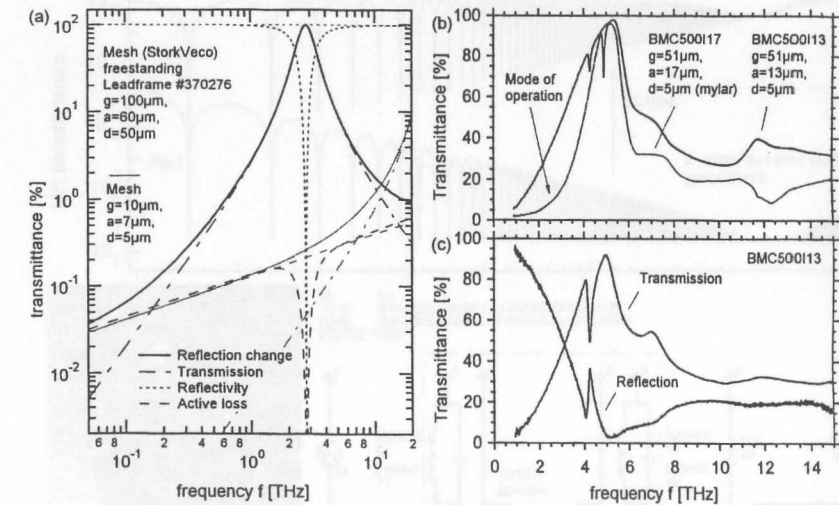 (a)
Mesh (StorkVeco)
freestanding
Leadframe #370276
g=100µm,
a=60µm,
d=50µm
Mesh
g=10µm,
a=7µm,
d=5µm
Reflection change
Transmission
Reflectivity
Active loss
transmittance [%]
10²
10¹
10⁰
10⁻¹
10⁻²
6 8 2 4 6 8 2 4 6 8 2
10⁻¹ 10⁰ 10¹
frequency f [THz]
(b)
Transmittance [%]
100
80
60
40
20
0
Mode of
operation
BMC500I17
g=51µm,
a=17µm,
d=5µm (mylar)
BMC500I13
g=51µm,
a=13µm,
d=5µm
(c)
Transmittance [%]
100
80
60
40
20
0
BMC500I13
Transmission
Reflection
0 2 4 6 8 10 12 14
frequency f [THz]